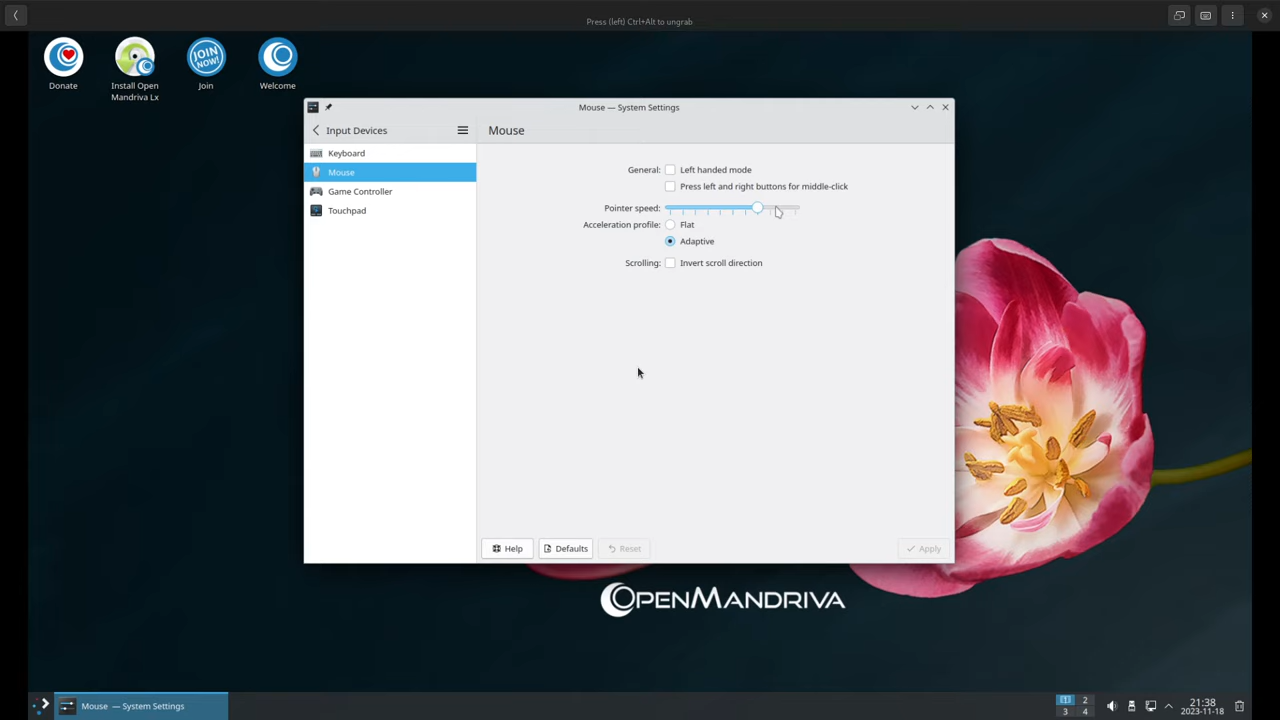 Press (left) Ctrl+Alt to ungrab
Donate
Install Open
Mandriva Lx
Join
Welcome
JOIN
NOW!
Mouse — System Settings
Input Devices
Mouse
Keyboard
Mouse
Game Controller
Touchpad
General:
Left handed mode
Press left and right buttons for middle-click
Pointer speed:
Acceleration profile:
Flat
Adaptive
Scrolling:
Invert scroll direction
Help
Defaults
Reset
Apply
OPENMANDRIVA
Mouse — System Settings
2
3 4
21:38
2023-11-18